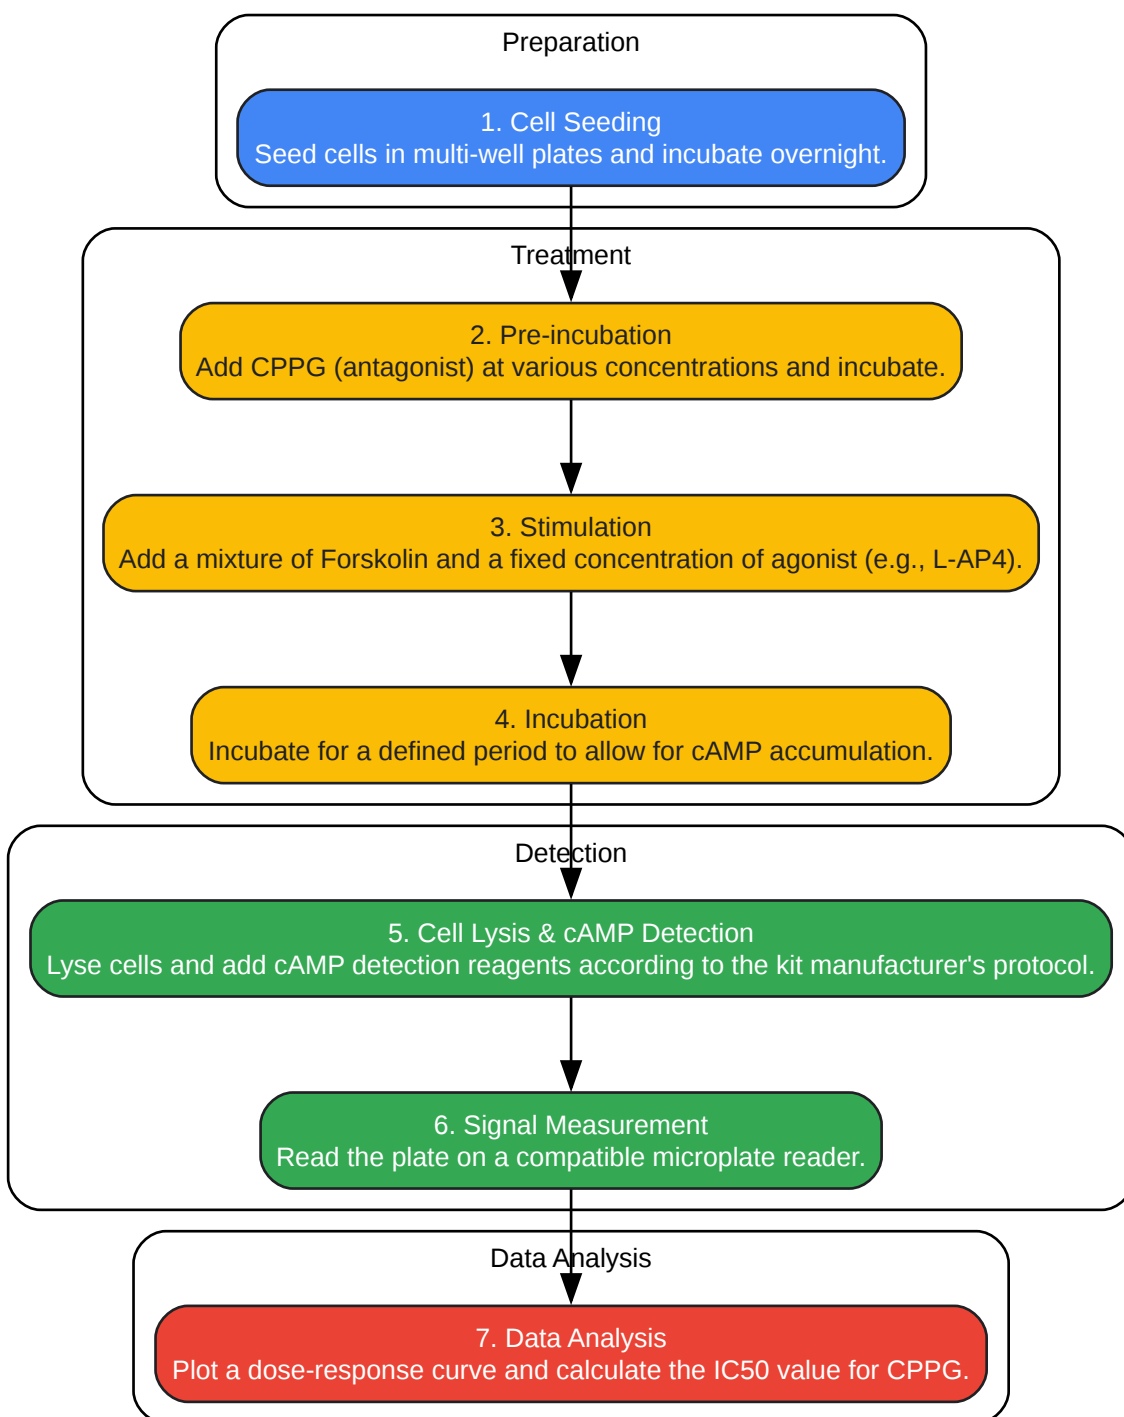 Preparation
1. Cell Seeding
Seed cells in multi-well plates and incubate overnight.
Treatment
2. Pre-incubation
Add CPPG (antagonist) at various concentrations and incubate.
3. Stimulation
Add a mixture of Forskolin and a fixed concentration of agonist (e.g., L-AP4).
4. Incubation
Incubate for a defined period to allow for cAMP accumulation.
Detection
5. Cell Lysis & cAMP Detection
Lyse cells and add cAMP detection reagents according to the kit manufacturer's protocol.
6. Signal Measurement
Read the plate on a compatible microplate reader.
Data Analysis
7. Data Analysis
Plot a dose-response curve and calculate the IC50 value for CPPG.